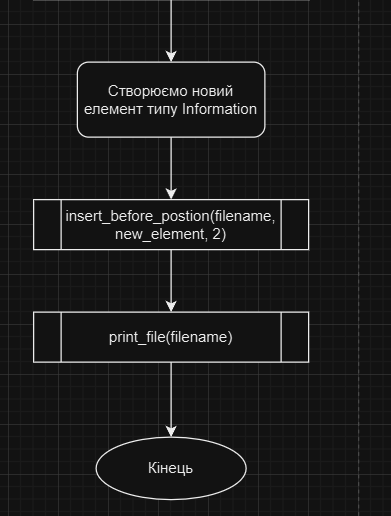 Створюємо новий
елемент типу Information
insert_before_postion(filename,
new_element, 2)
print_file(filename)
Кінець